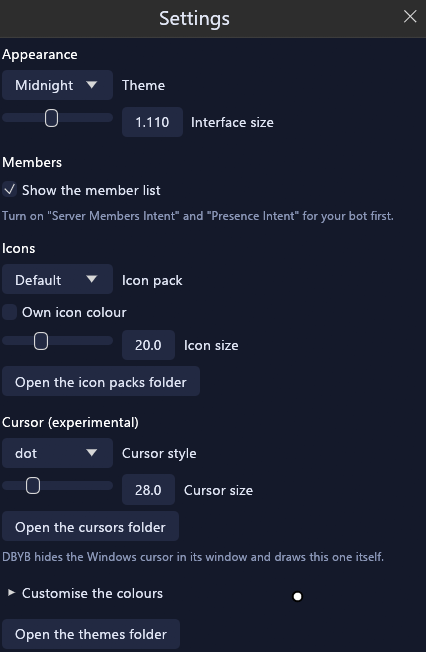 Settings
Appearance
Midnight Theme
1.110 Interface size
Members
Show the member list
Turn on "Server Members Intent" and "Presence Intent" for your bot first.
Icons
Default Icon pack
Own icon colour
20.0 Icon size
Open the icon packs folder
Cursor (experimental)
dot Cursor style
28.0 Cursor size
Open the cursors folder
DBYB hides the Windows cursor in its window and draws this one itself.
Customise the colours
Open the themes folder